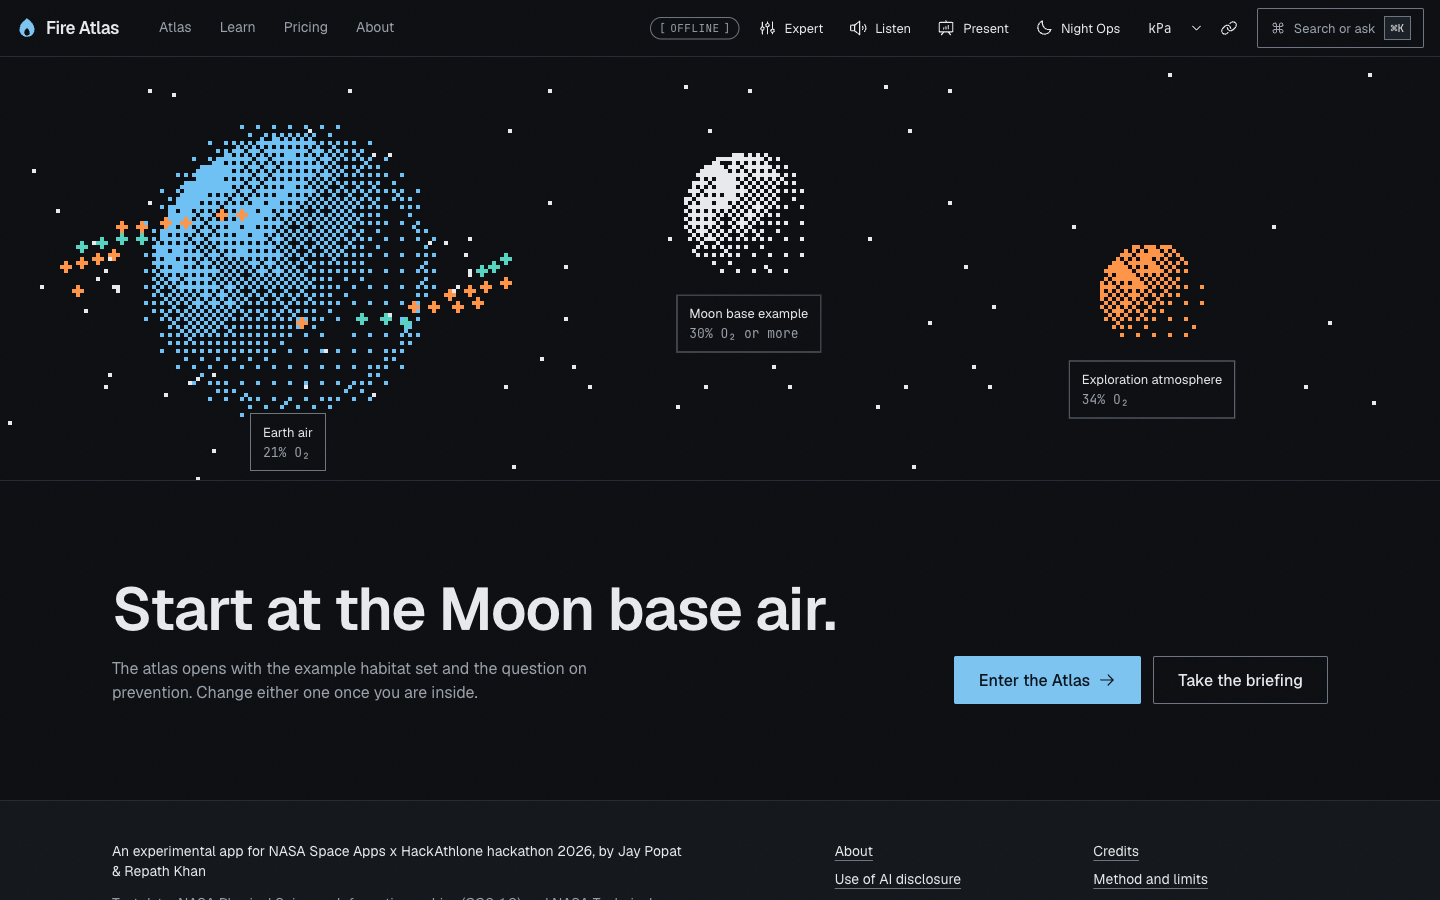 Fire Atlas
Atlas
Learn
Pricing
About
[ OFFLINE ]
Expert
Listen
Present
Night Ops
kPa
⌘ Search or ask ⌘K
Moon base example
30% O₂ or more
Exploration atmosphere
34% O₂
Earth air
21% O₂
Start at the Moon base air.
The atlas opens with the example habitat set and the question on
prevention. Change either one once you are inside.
Enter the Atlas →
Take the briefing
An experimental app for NASA Space Apps x HackAthlone hackathon 2026, by Jay Popat
& Repath Khan
About
Credits
Use of AI disclosure
Method and limits